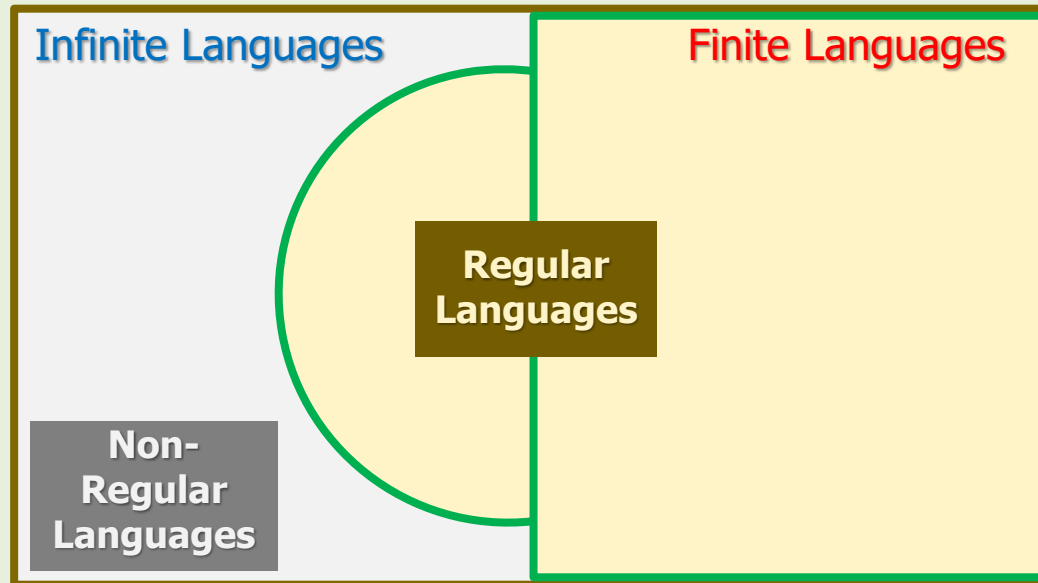 Infinite Languages
Finite Languages
Regular
Languages
Non-
Regular
Languages